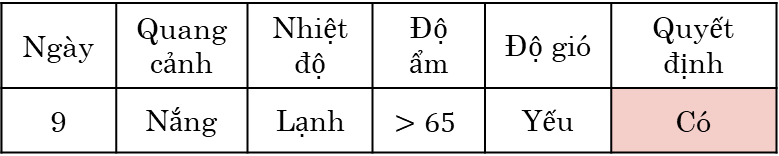 Ngày Quang cảnh Nhiệt độ Độ ẩm Độ gió Quyết định
9 Nắng Lạnh > 65 Yếu Có